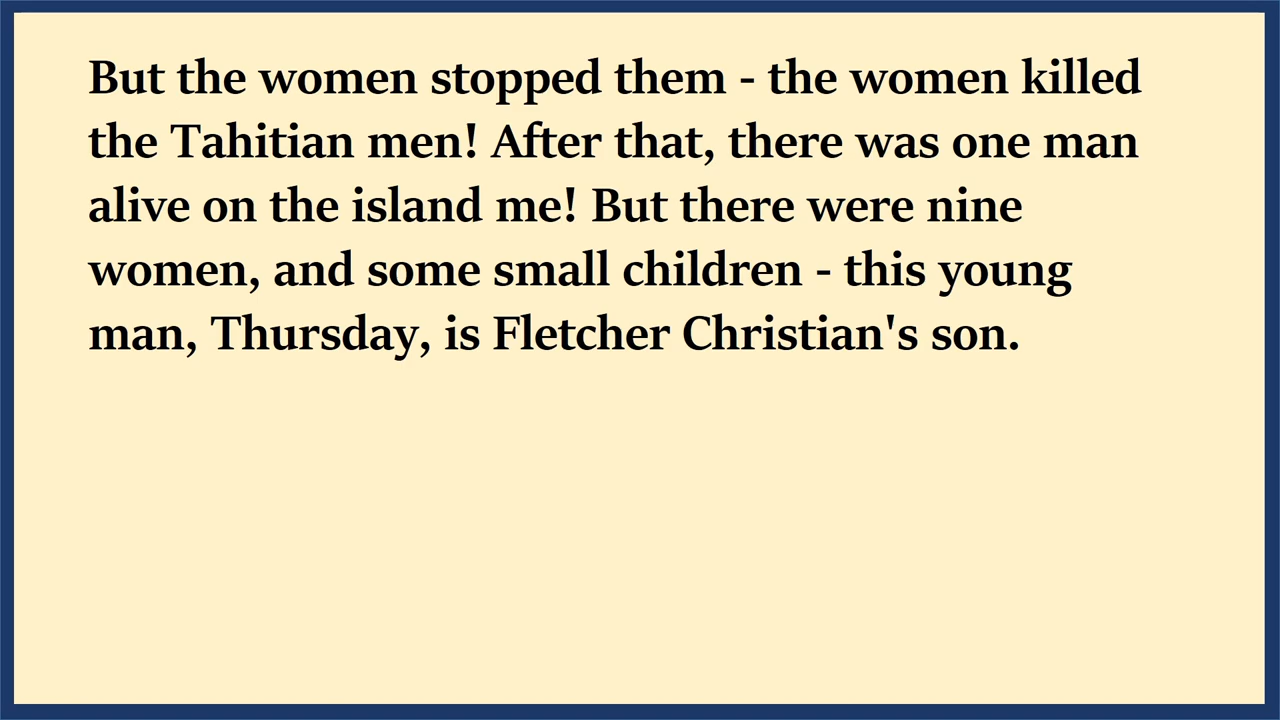 But the women stopped them - the women killed
the Tahitian men! After that, there was one man
alive on the island me! But there were nine
women, and some small children - this young
man, Thursday, is Fletcher Christian's son.